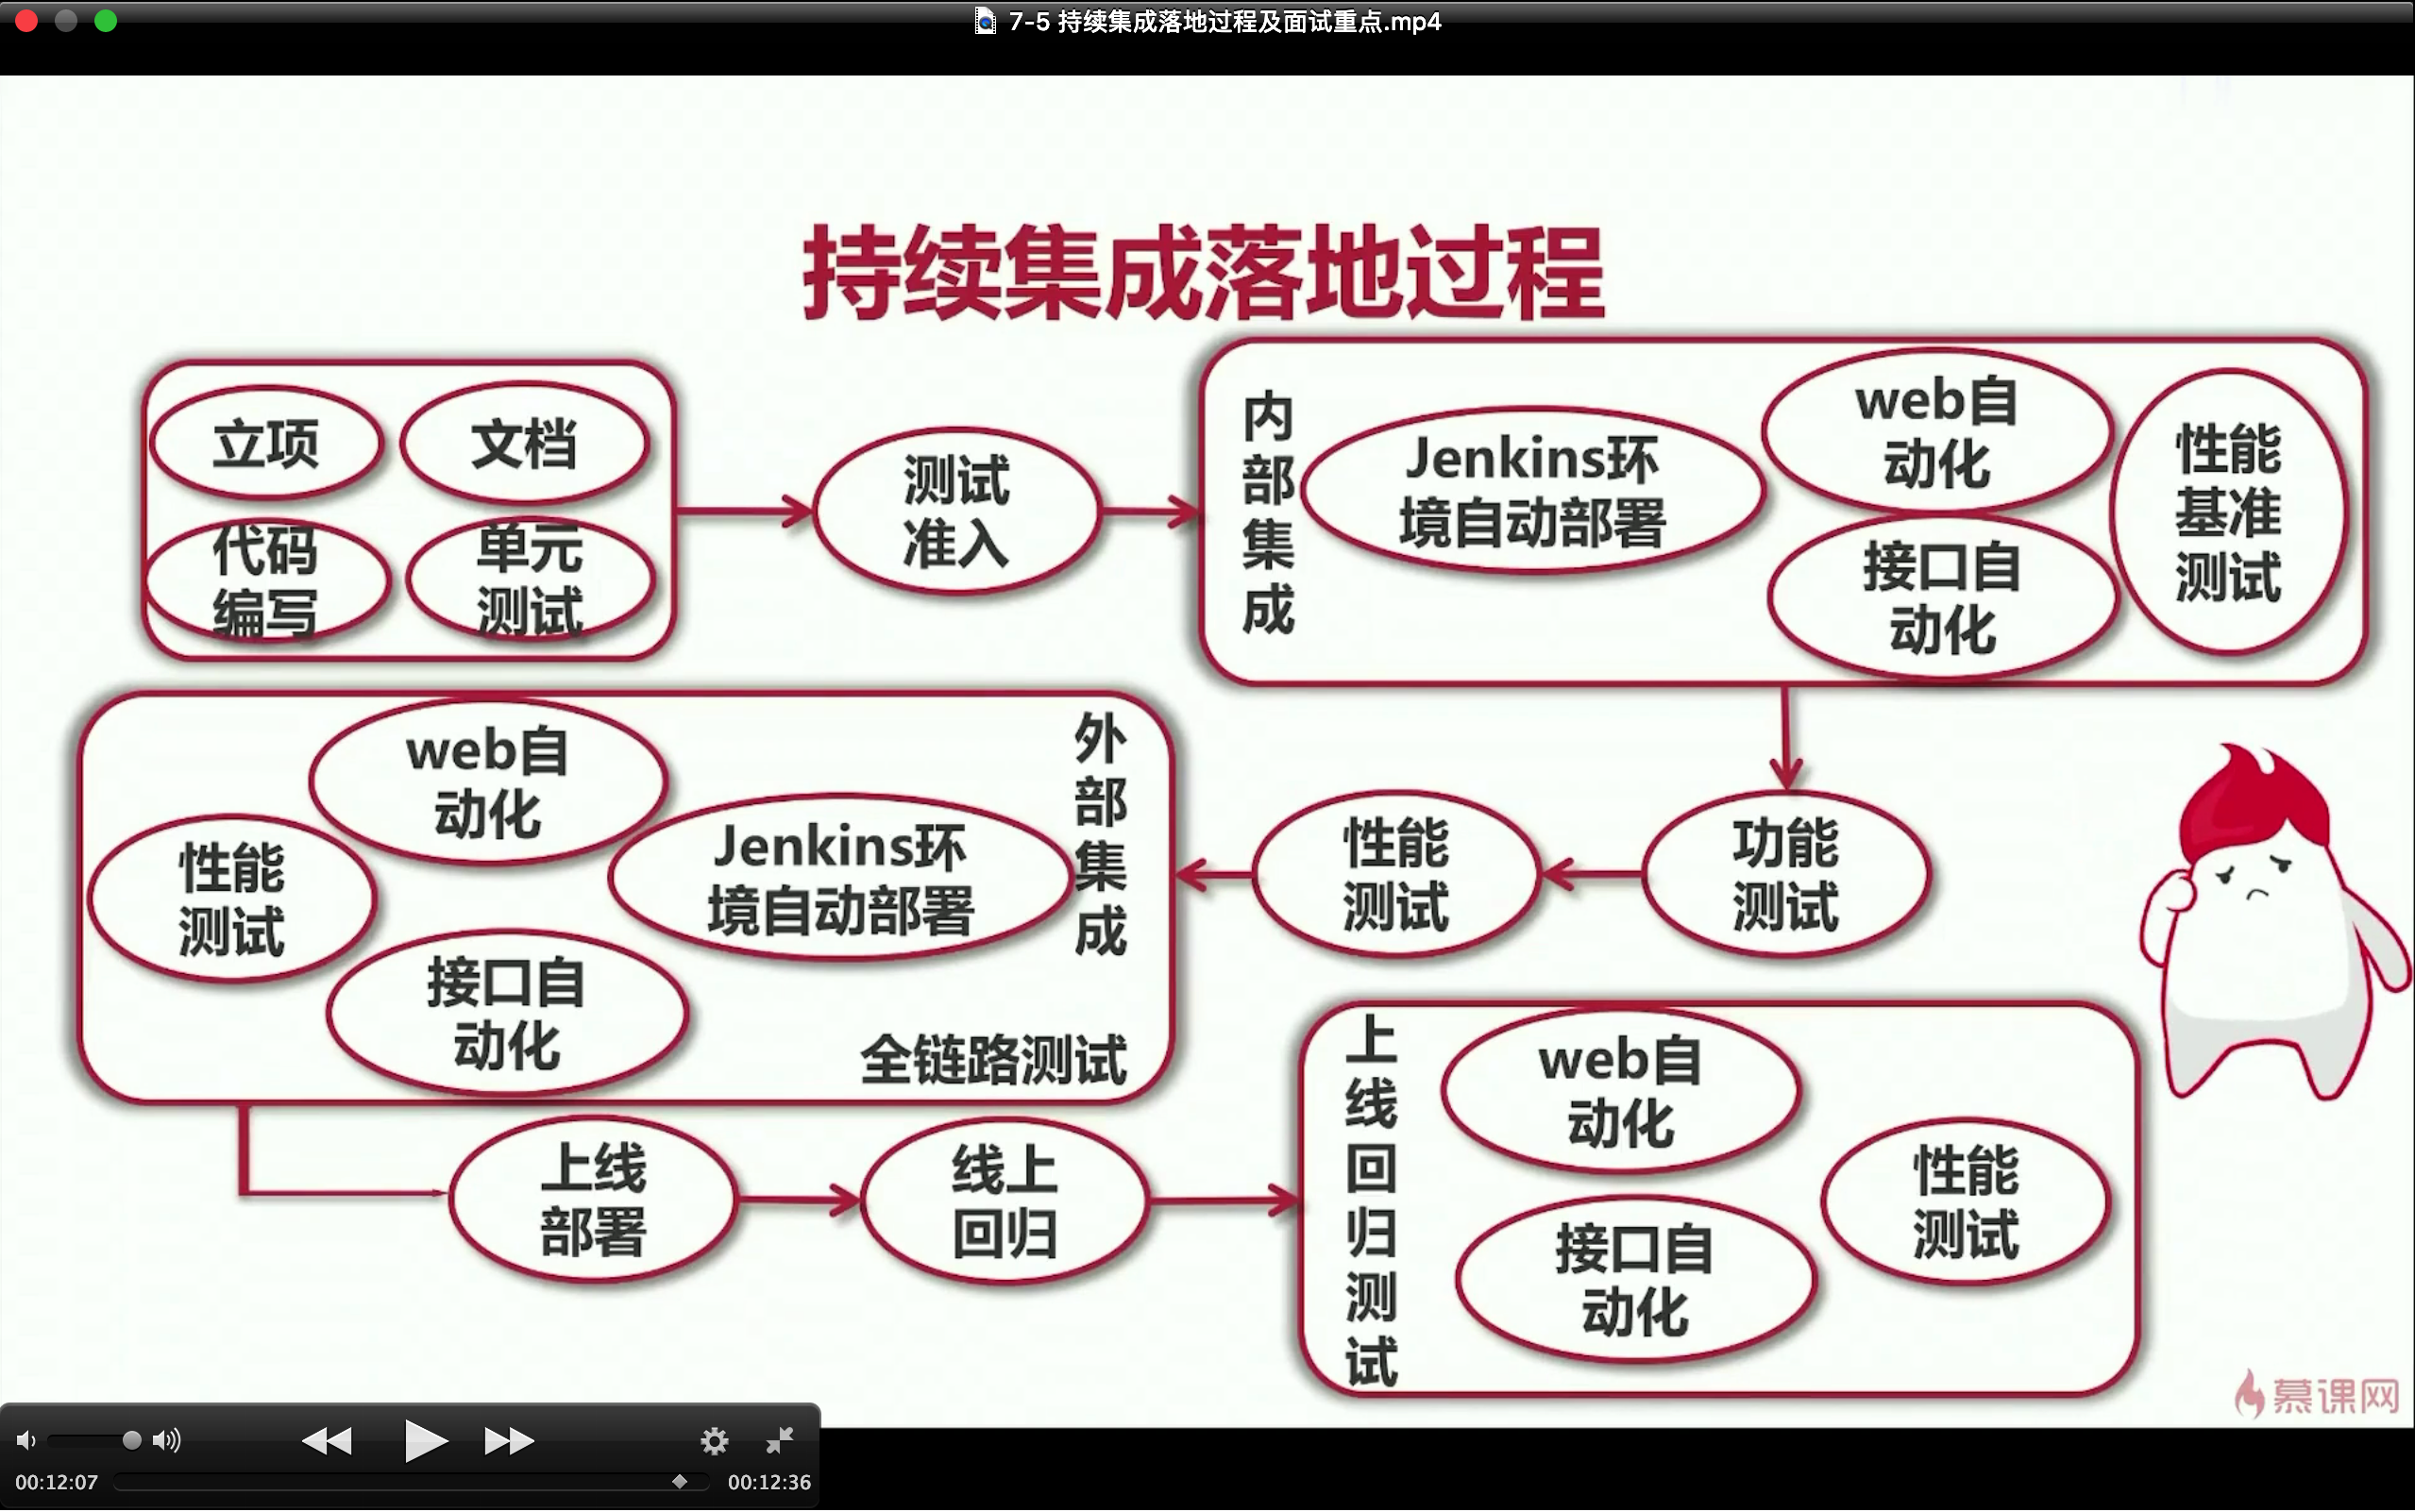 7-5 持续集成落地过程及面试重点.mp4
持续集成落地过程
立项
文档
代码
编写
单元
测试
测试
准入
内部集成
Jenkins环
境自动部署
web自
动化
接口自
动化
性能
基准
测试
功能
测试
性能
测试
外部集成
Jenkins环
境自动部署
web自
动化
接口自
动化
性能
测试
全链路测试
上线
部署
线上
回归
上线回归测试
web自
动化
接口自
动化
性能
测试
慕课网
00:12:07
00:12:36